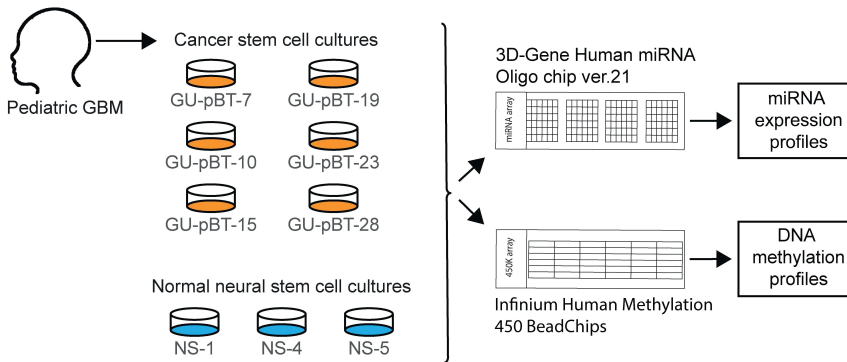 Pediatric GBM
Cancer stem cell cultures
GU-pBT-7
GU-pBT-19
GU-pBT-10
GU-pBT-23
GU-pBT-15
GU-pBT-28
Normal neural stem cell cultures
NS-1
NS-4
NS-5
3D-Gene Human miRNA
Oligo chip ver.21
miRNA array
miRNA
expression
profiles
450K array
Infinium Human Methylation
450 BeadChips
DNA
methylation
profiles